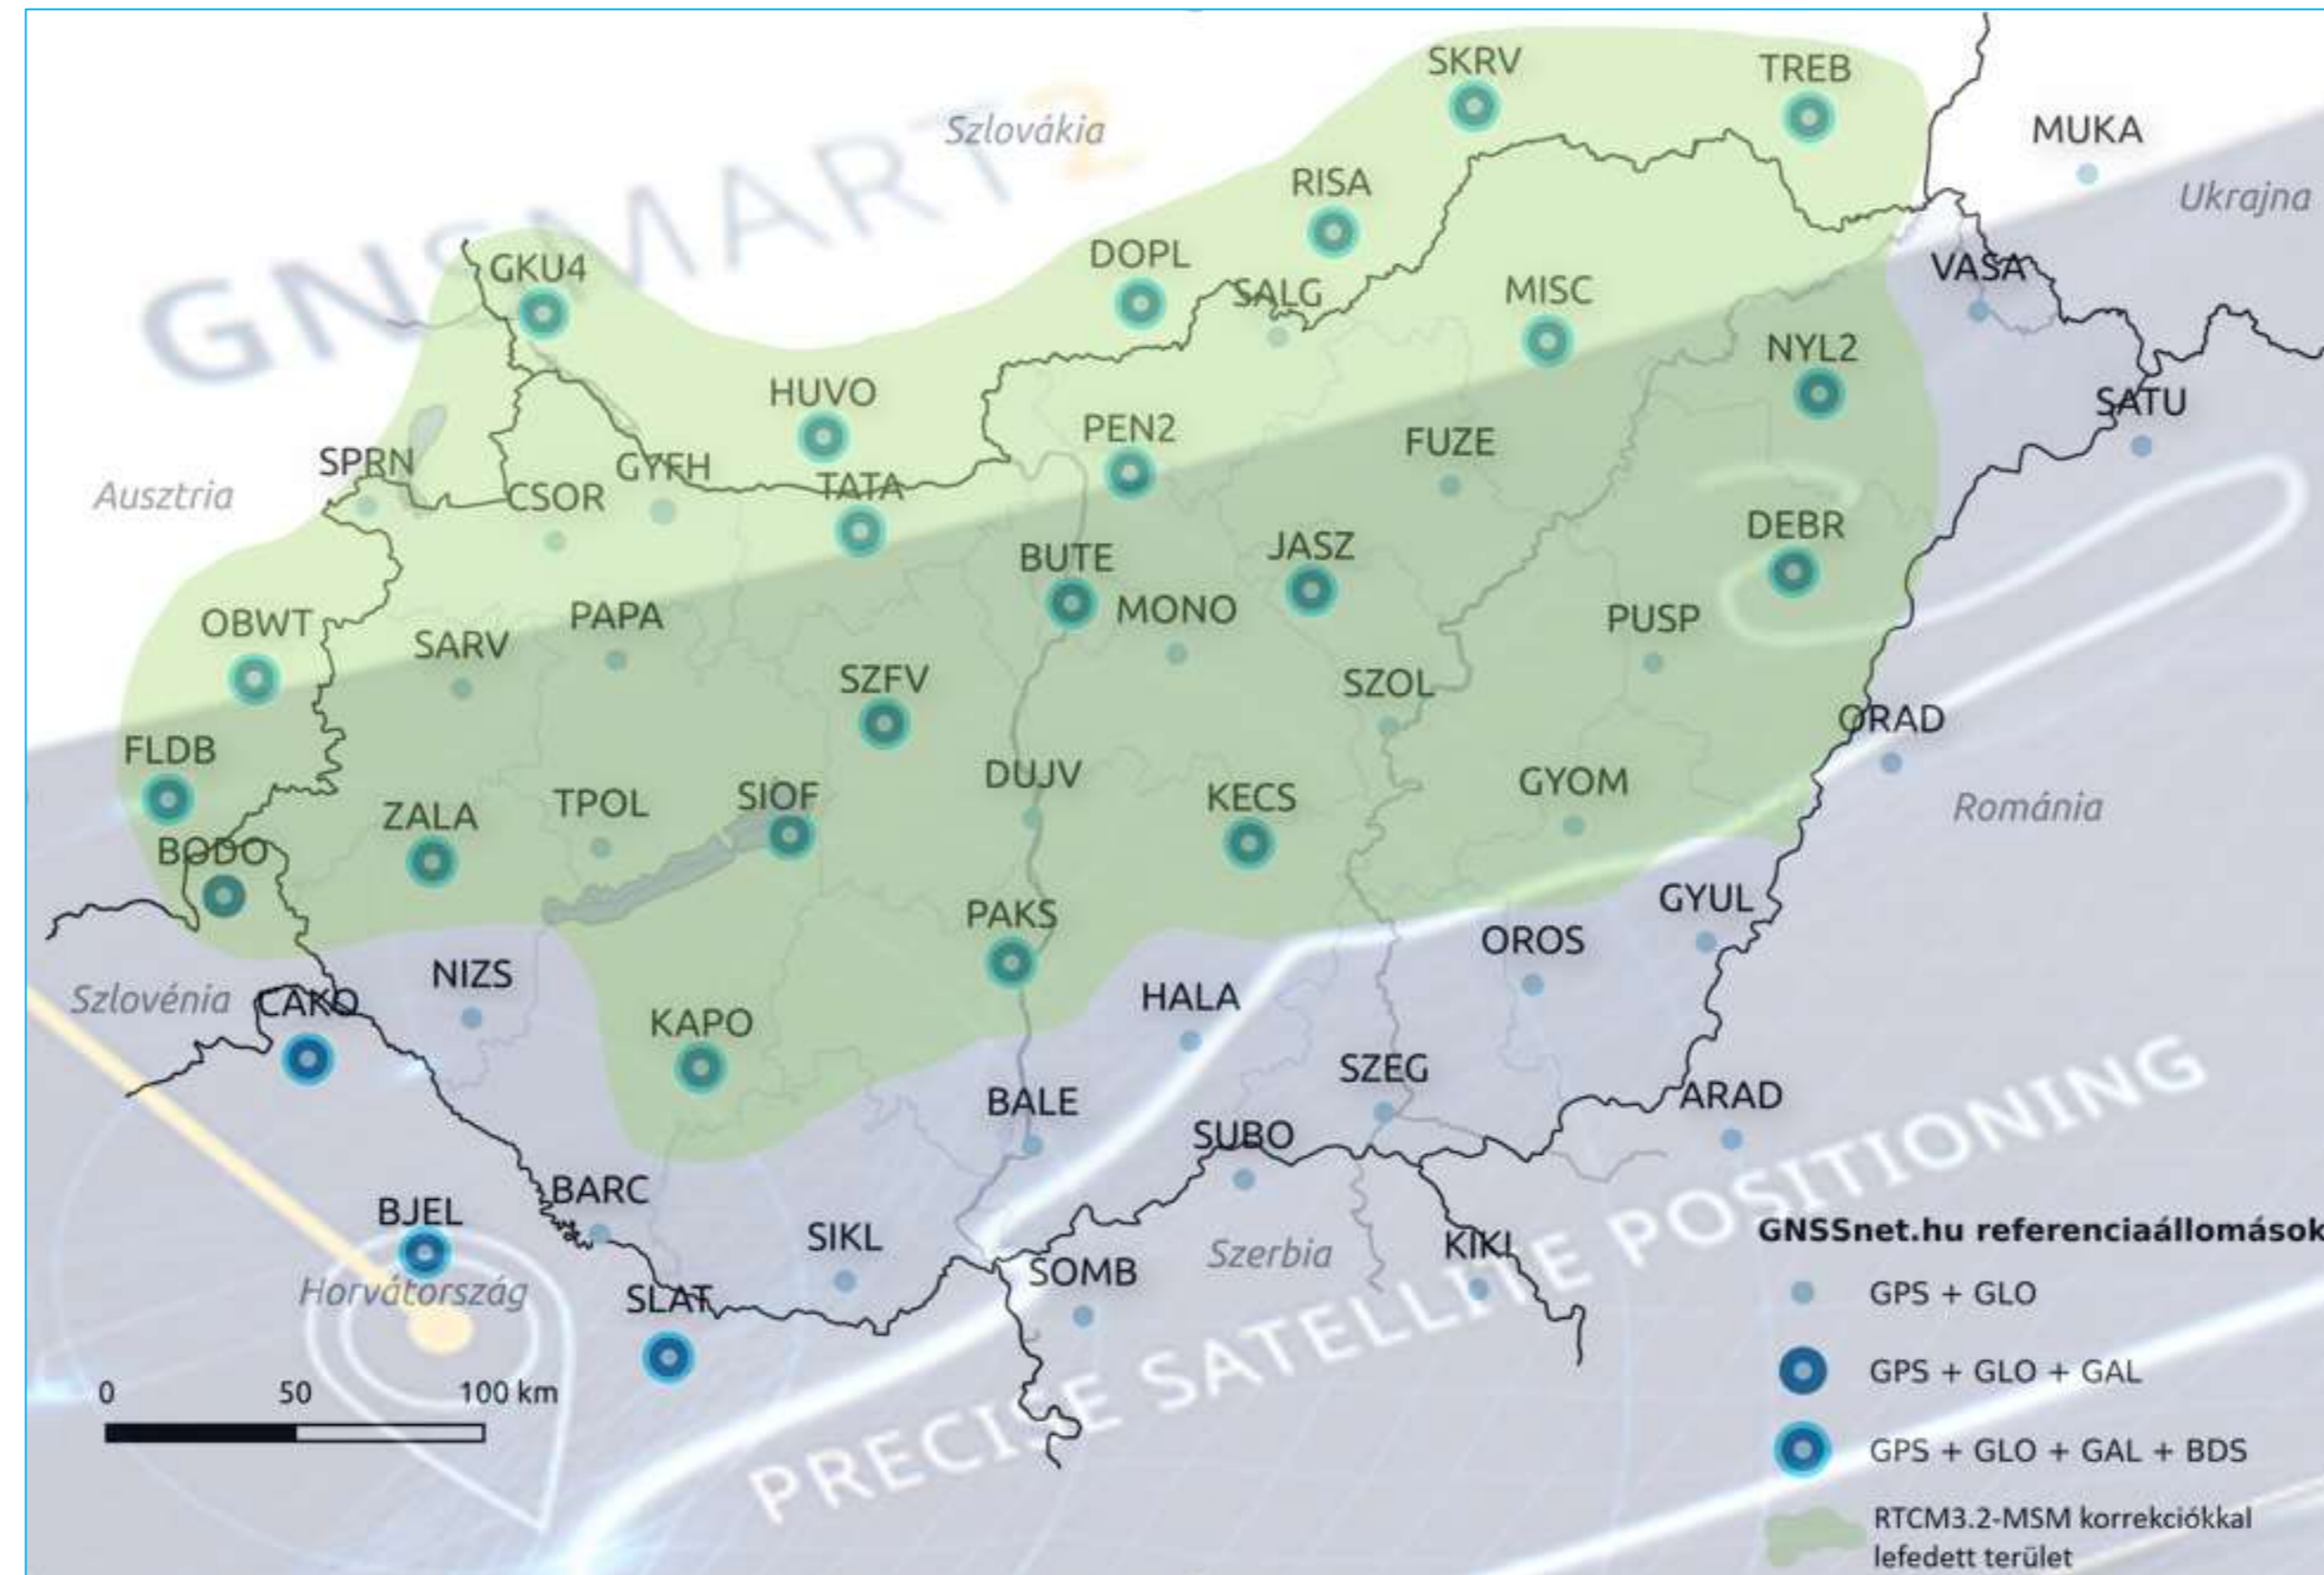 SKRV
TREB
GNSMART2
Szlovákia
MUKA
RISA
Ukrajna
DOPL
GKU4
VASA
SALG
MISC
NYL2
HUVO
SATU
PEN2
FUZE
SPRN
GYFH
CSOR
TATA
Ausztria
DEBR
JASZ
BUTE
MONO
PAPA
PUSP
OBWT
SARV
SZFV
SZOL
ORAD
FLDB
DUJV
GYOM
SIOF
KECS
TPOL
ZALA
Románia
BODO
GYUL
PAKS
OROS
NIZS
HALA
Szlovénia
CAKO
KAPO
SZEG
ARAD
BALE
SUBO
BARC
BJEL
SIKL
KIKI
Szerbia
SOMB
Horvátország
SLAT
PRECISE SATELLITE POSITIONING
0 50 100 km
GNSSnet.hu referenciaállomások
GPS + GLO
GPS + GLO + GAL
GPS + GLO + GAL + BDS
RTCM3.2-MSM korrekciókkal
lefedett terület